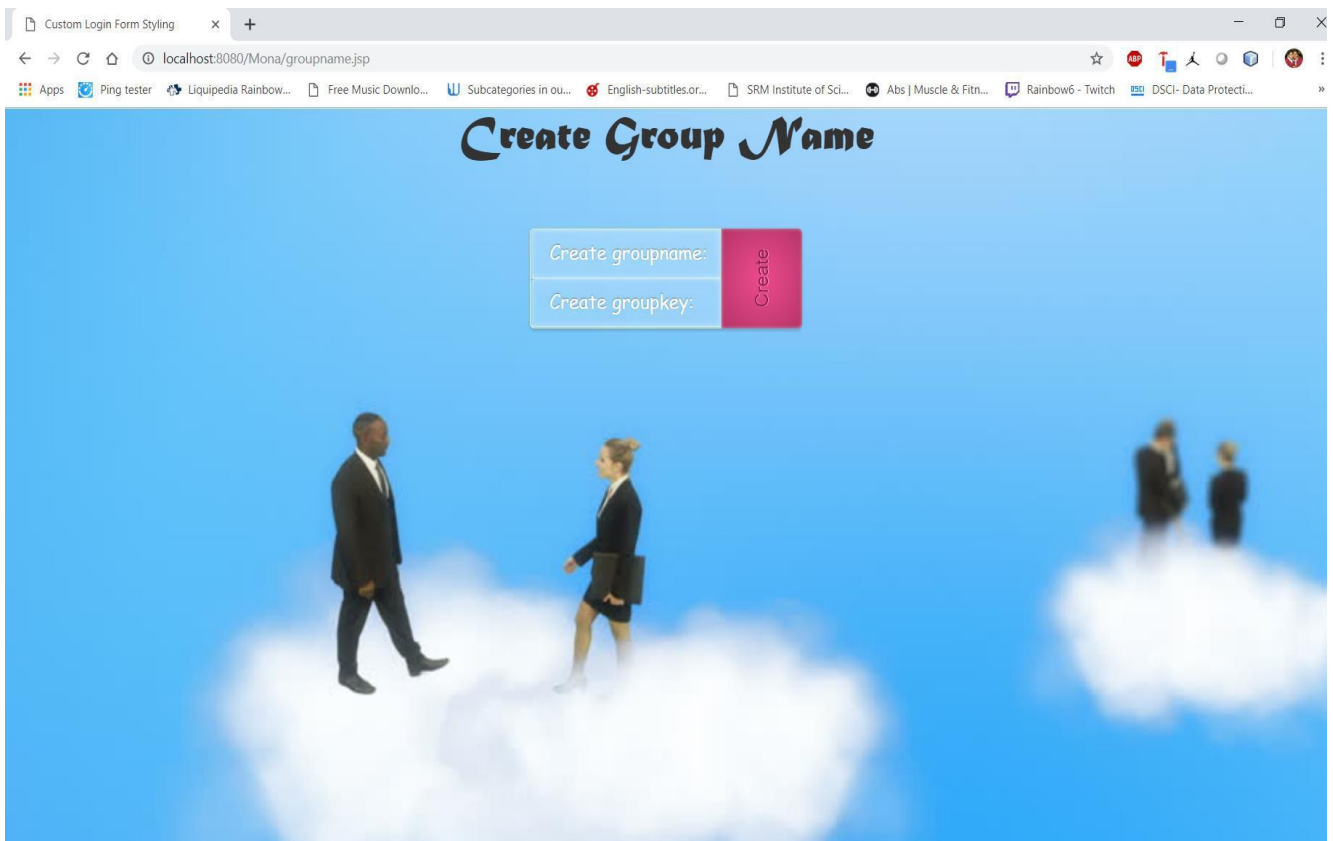 Custom Login Form Styling
localhost:8080/Mona/groupname.jsp
ABP
Apps Ping tester Liquipedia Rainbow... Free Music Downlo... Subcategories in ou... English-subtitles.or... SRM Institute of Sci... Abs | Muscle & Fitn... Rainbow6 - Twitch DSCI DSCI- Data Protecti... »
Create Group Name
Create groupname:
Create groupkey:
Create